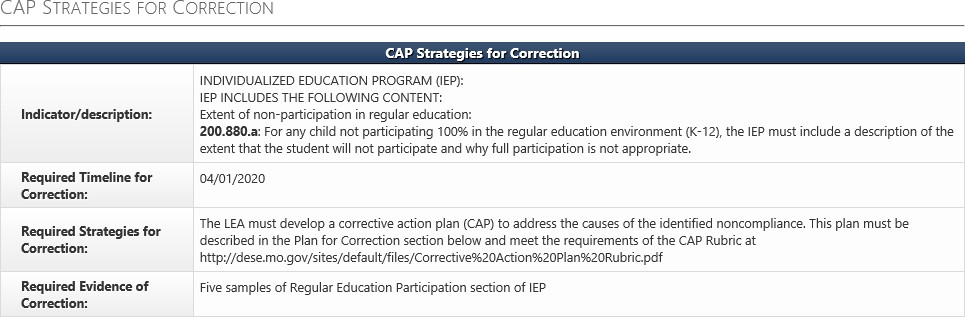 CAP STRATEGIES FOR CORRECTION
CAP Strategies for Correction
Indicator/description:
INDIVIDUALIZED EDUCATION PROGRAM (IEP):
IEP INCLUDES THE FOLLOWING CONTENT:
Extent of non-participation in regular education:
200.880.a: For any child not participating 100% in the regular education environment (K-12), the IEP must include a description of the
extent that the student will not participate and why full participation is not appropriate.
Required Timeline for
Correction:
04/01/2020
Required Strategies for
Correction:
The LEA must develop a corrective action plan (CAP) to address the causes of the identified noncompliance. This plan must be
described in the Plan for Correction section below and meet the requirements of the CAP Rubric at
http://dese.mo.gov/sites/default/files/Corrective%20Action%20Plan%20Rubric.pdf
Required Evidence of
Correction:
Five samples of Regular Education Participation section of IEP